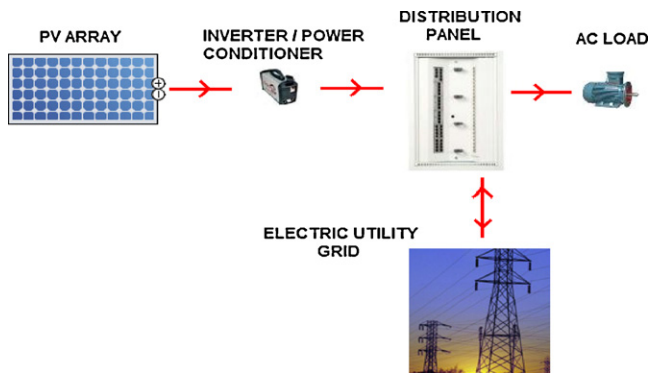 PV ARRAY
INVERTER / POWER
CONDITIONER
DISTRIBUTION
PANEL
AC LOAD
+
−
ELECTRIC UTILITY
GRID